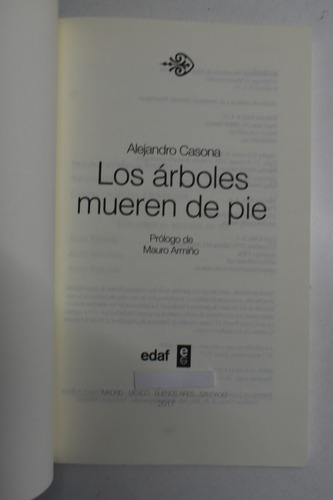 Alejandro Casona
Los árboles
mueren de pie
Prólogo de
Mauro Armiño
edaf e
MADRID - MÉXICO - BUENOS AIRES - SANTIAGO
2017